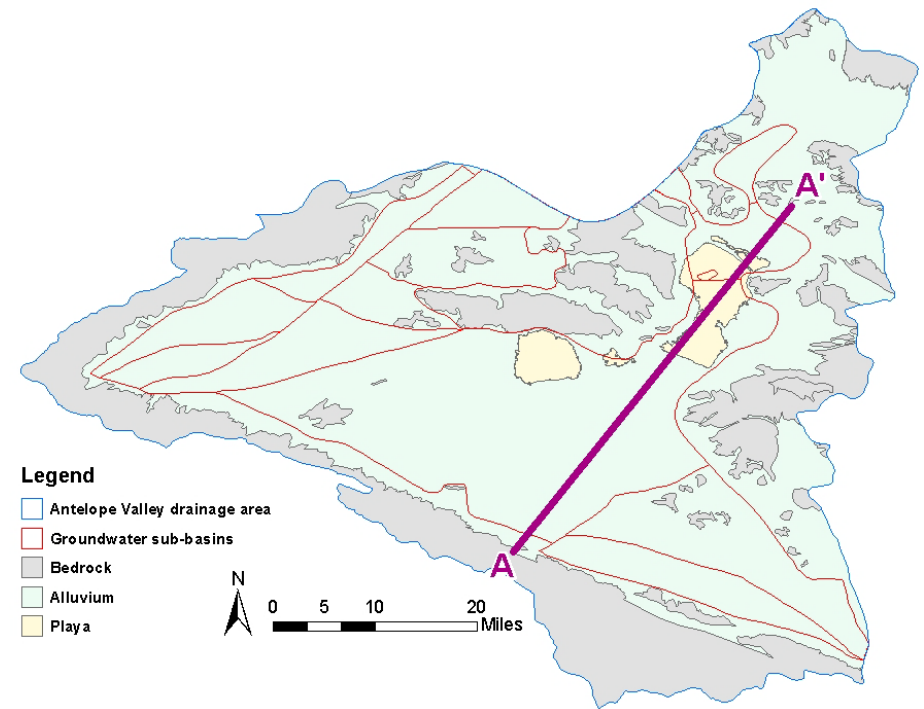 A'
Legend
Antelope Valley drainage area
Groundwater sub-basins
Bedrock
Alluvium
Playa
A
N
0 5 10 20
Miles